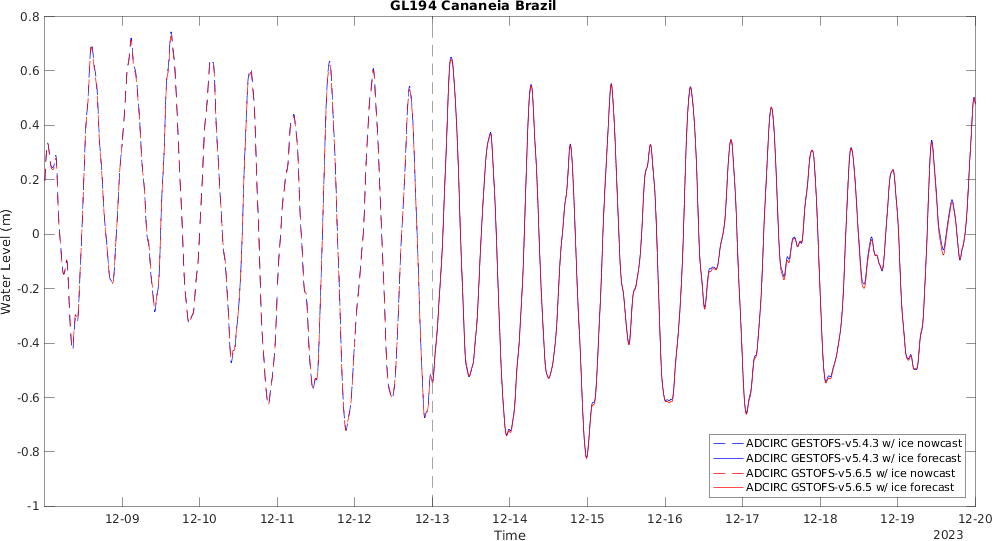 GL194 Cananeia Brazil
0.8
0.6
0.4
0.2
0
-0.2
-0.4
-0.6
-0.8
-1
Water Level (m)
ADCIRC GESTOFS-v5.4.3 w/ ice nowcast
ADCIRC GESTOFS-v5.4.3 w/ ice forecast
ADCIRC GSTOFS-v5.6.5 w/ ice nowcast
ADCIRC GSTOFS-v5.6.5 w/ ice forecast
12-09 12-10 12-11 12-12 12-13 12-14 12-15 12-16 12-17 12-18 12-19 12-20
Time
2023